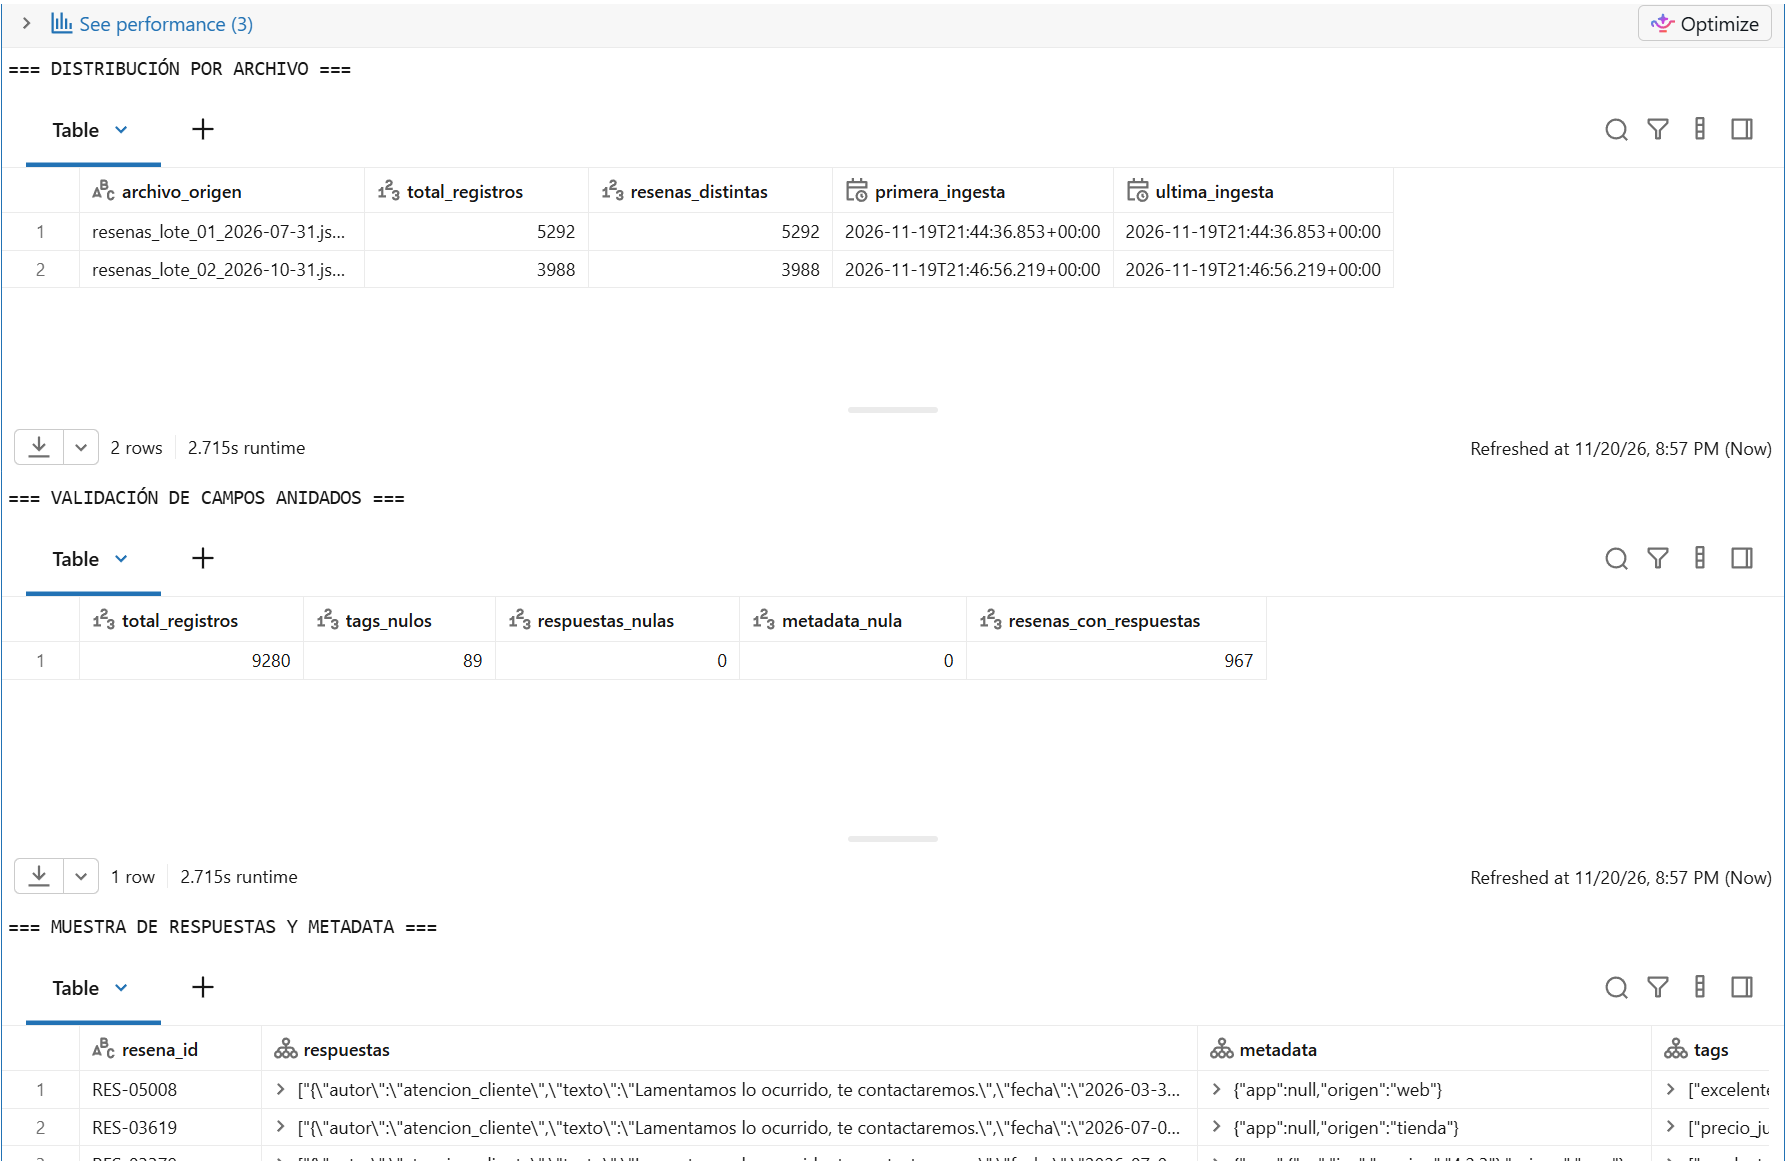 See performance (3)
Optimize
=== DISTRIBUCIÓN POR ARCHIVO ===
Table
archivo_origen total_registros resenas_distintas primera_ingesta ultima_ingesta
1 resenas_lote_01_2026-07-31.js... 5292 5292 2026-11-19T21:44:36.853+00:00 2026-11-19T21:44:36.853+00:00
2 resenas_lote_02_2026-10-31.js... 3988 3988 2026-11-19T21:46:56.219+00:00 2026-11-19T21:46:56.219+00:00
2 rows 2.715s runtime Refreshed at 11/20/26, 8:57 PM (Now)
=== VALIDACIÓN DE CAMPOS ANIDADOS ===
Table
total_registros tags_nulos respuestas_nulas metadata_nula resenas_con_respuestas
1 9280 89 0 0 967
1 row 2.715s runtime Refreshed at 11/20/26, 8:57 PM (Now)
=== MUESTRA DE RESPUESTAS Y METADATA ===
Table
resena_id respuestas metadata tags
1 RES-05008 ["{\"autor\":\"atencion_cliente\",\"texto\":\"Lamentamos lo ocurrido, te contactaremos.\",\"fecha\":\"2026-03-3... {"app":null,"origen":"web"} ["excelente
2 RES-03619 ["{\"autor\":\"atencion_cliente\",\"texto\":\"Lamentamos lo ocurrido, te contactaremos.\",\"fecha\":\"2026-07-0... {"app":null,"origen":"tienda"} ["precio_ju